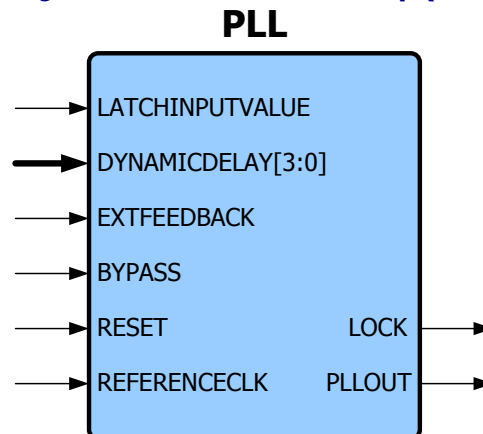 PLL
LATCHINPUTVALUE
DYNAMICDELAY[3:0]
EXTFEEDBACK
BYPASS
RESET LOCK
REFERENCECLK PLLOUT